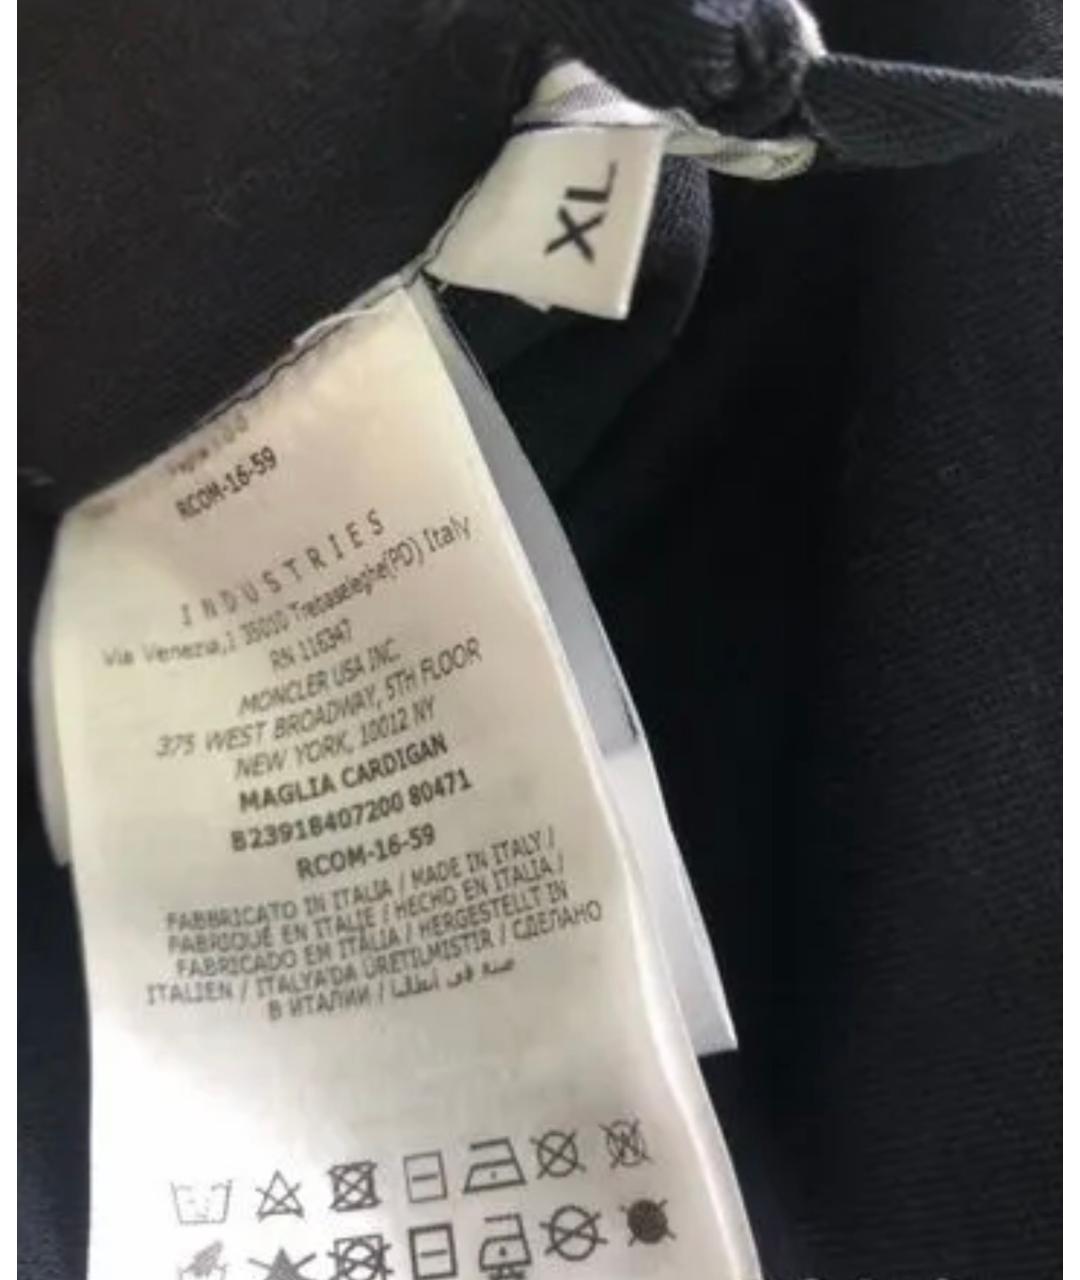 XL
RCOM-16-59
INDUSTRIES
Via Venezia,1 35010 Trebaseleghe(PD) Italy
RN 116347
MONCLER USA INC.
375 WEST BROADWAY, 5TH FLOOR
NEW YORK, 10012 NY
MAGLIA CARDIGAN
B23918407200 80471
RCOM-16-59
FABBRICATO IN ITALIA / MADE IN ITALY /
FABRIQUÉ EN ITALIE / HECHO EN ITALIA /
FABRICADO EM ITÁLIA / HERGESTELLT IN
ITALIEN / ITALYA'DA ÜRETILMISTIR / СДЕЛАНО
В ИТАЛИИ / صنع في إيطاليا